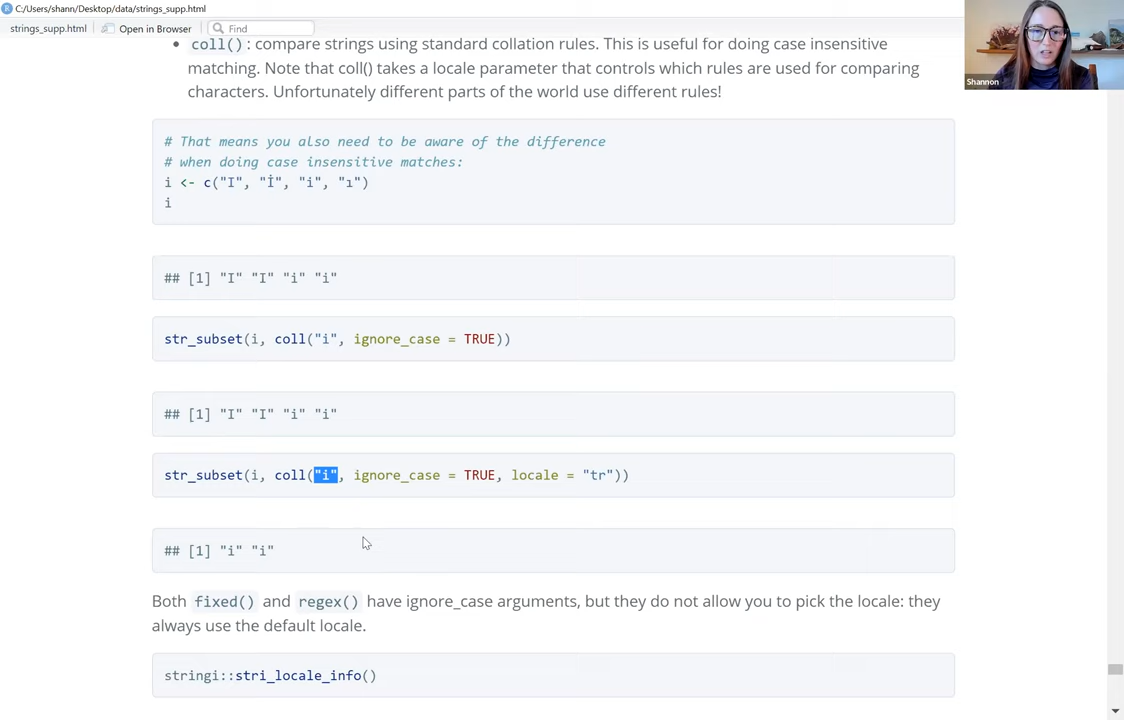 C:/Users/shann/Desktop/data/strings_supp.html
strings_supp.html Open in Browser Find
Shannon
• coll() : compare strings using standard collation rules. This is useful for doing case insensitive
matching. Note that coll() takes a locale parameter that controls which rules are used for comparing
characters. Unfortunately different parts of the world use different rules!
# That means you also need to be aware of the difference
# when doing case insensitive matches:
i <- c("I", "İ", "i", "ı")
i
## [1] "I" "I" "i" "i"
str_subset(i, coll("i", ignore_case = TRUE))
## [1] "I" "I" "i" "i"
str_subset(i, coll("i", ignore_case = TRUE, locale = "tr"))
## [1] "i" "i"
Both fixed() and regex() have ignore_case arguments, but they do not allow you to pick the locale: they
always use the default locale.
stringi::stri_locale_info()